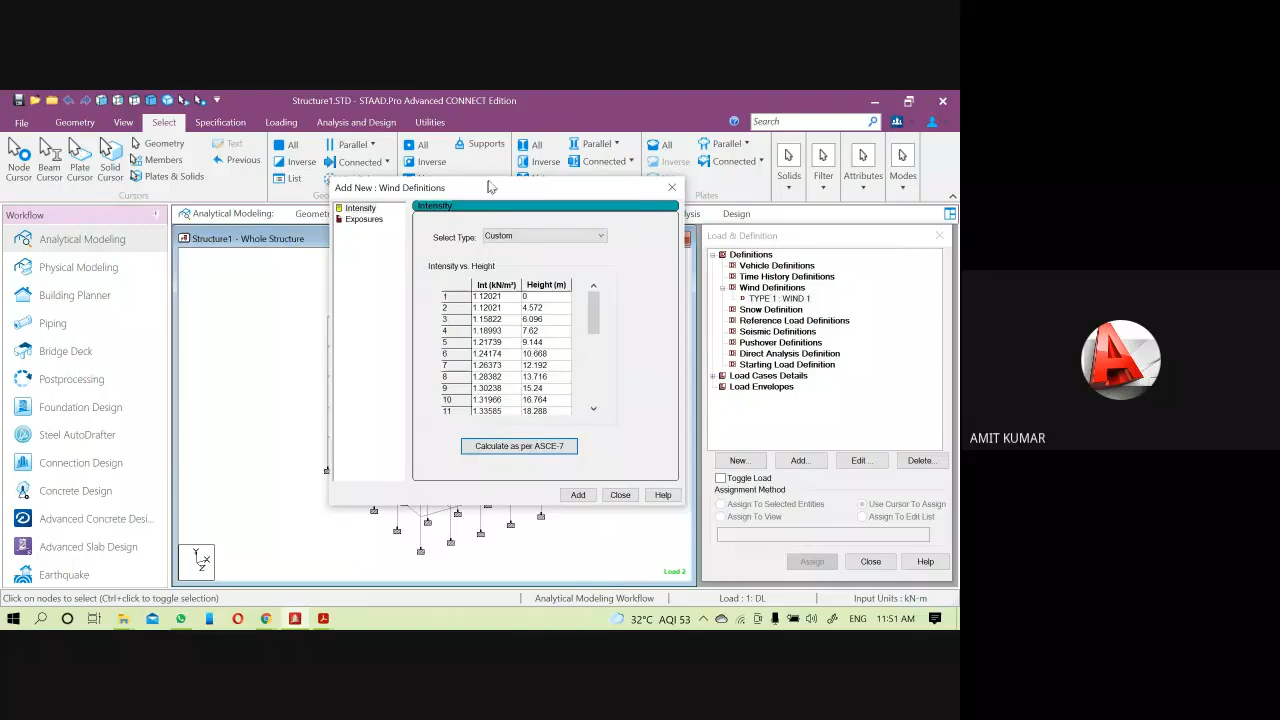 Structure1.STD - STAAD.Pro Advanced CONNECT Edition
File Geometry View Select Specification Loading Analysis and Design Utilities Search
Node Cursor
Beam Cursor
Plate Cursor
Solid Cursor
Geometry
Members
Plates & Solids
Text
Previous
Cursors
All
Inverse
List
Parallel
Connected
All
Inverse
Supports
All
Inverse
Parallel
Connected
All
Inverse
Parallel
Connected
Plates
Solids
Filter
Attributes
Modes
Workflow
Analytical Modeling
Physical Modeling
Building Planner
Piping
Bridge Deck
Postprocessing
Foundation Design
Steel AutoDrafter
Connection Design
Concrete Design
Advanced Concrete Desi...
Advanced Slab Design
Earthquake
Analytical Modeling:
Design
Structure1 - Whole Structure
Add New : Wind Definitions
Intensity
Exposures
Intensity
Select Type: Custom
Intensity vs. Height
Int (kN/m²) Height (m)
1 1.12021 0
2 1.12021 4.572
3 1.15822 6.096
4 1.18993 7.62
5 1.21739 9.144
6 1.24174 10.668
7 1.26373 12.192
8 1.28382 13.716
9 1.30238 15.24
10 1.31966 16.764
11 1.33585 18.288
Calculate as per ASCE-7
Add Close Help
Y
X
Z
Load 2
Load & Definition
Definitions
Vehicle Definitions
Time History Definitions
Wind Definitions
TYPE 1 : WIND 1
Snow Definition
Reference Load Definitions
Seismic Definitions
Pushover Definitions
Direct Analysis Definition
Starting Load Definition
Load Cases Details
Load Envelopes
New... Add... Edit ... Delete...
Toggle Load
Assignment Method
Assign To Selected Entities Use Cursor To Assign
Assign To View Assign To Edit List
Assign Close Help
Click on nodes to select (Ctrl+click to toggle selection) Analytical Modeling Workflow Load : 1: DL Input Units : kN-m
32°C AQI 53 ENG 11:51 AM
AMIT KUMAR